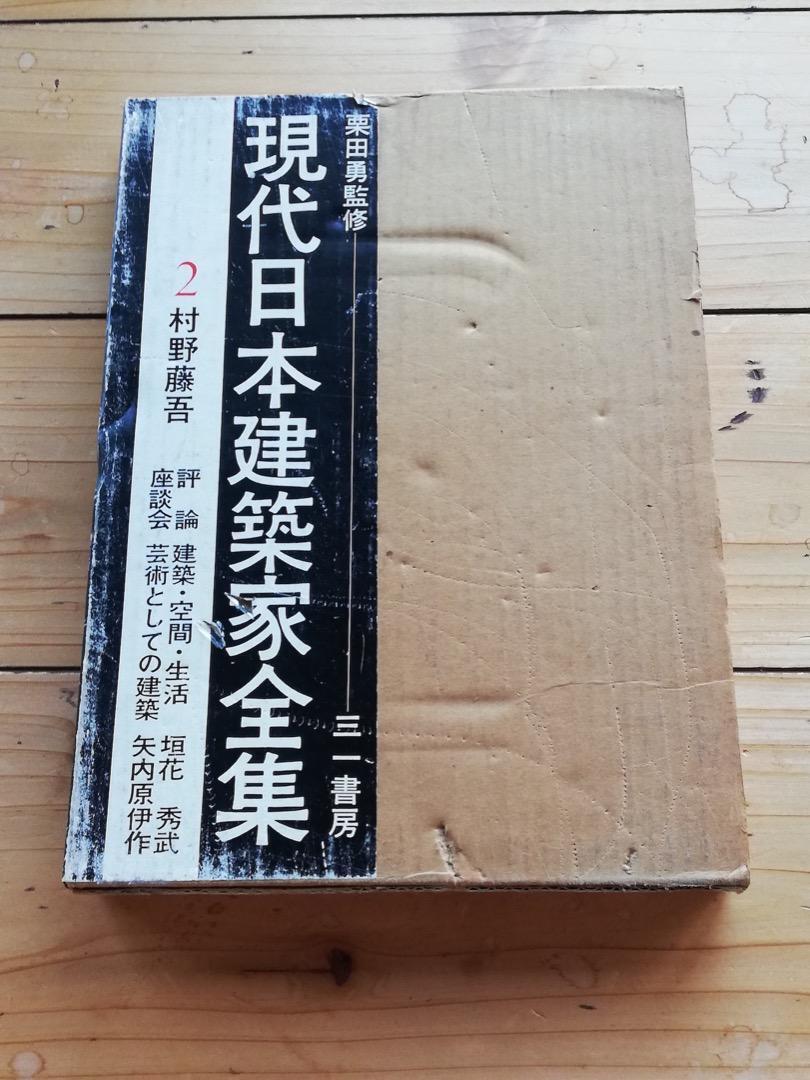 栗田勇監修
三一書房
現代日本建築家全集
2 村野藤吾
評論 建築・空間・生活 垣花 秀武
座談会 芸術としての建築 矢内原伊作